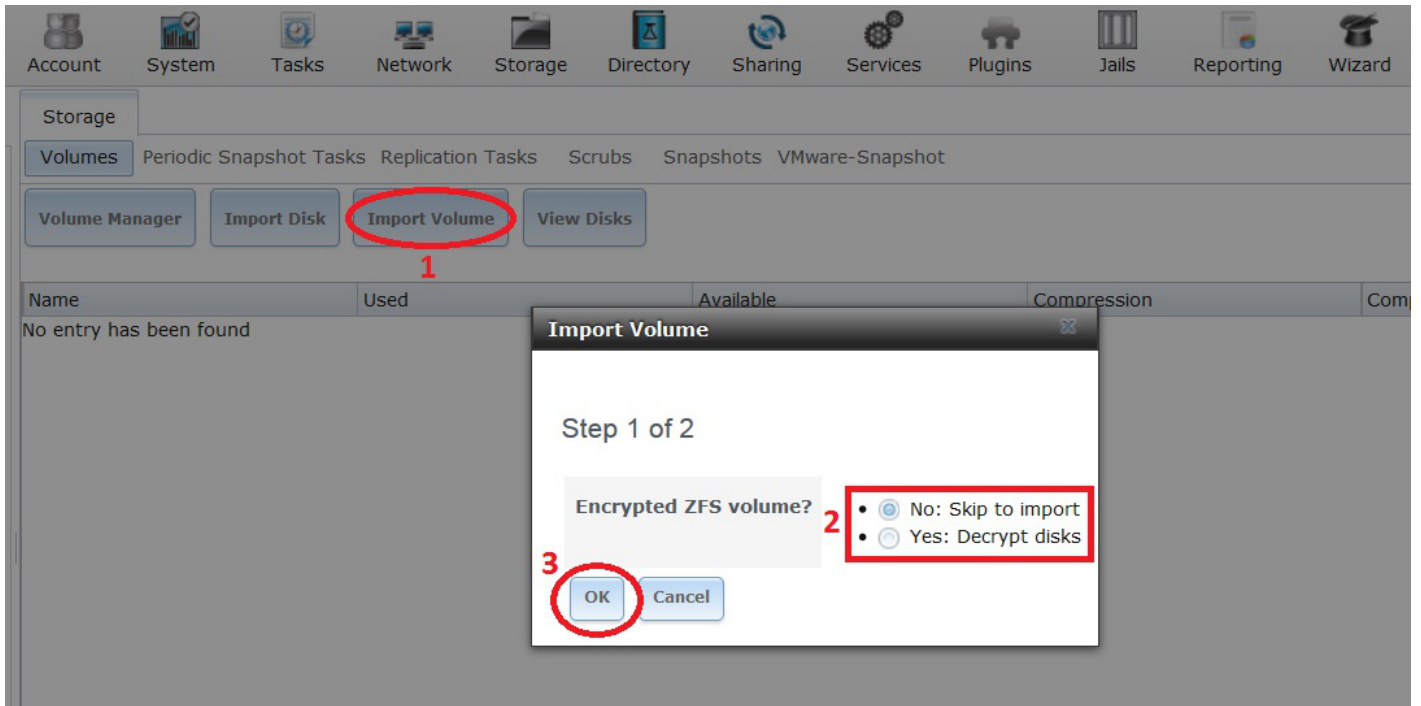 Account System Tasks Network Storage Directory Sharing Services Plugins Jails Reporting Wizard
Storage
Volumes Periodic Snapshot Tasks Replication Tasks Scrubs Snapshots VMware-Snapshot
Volume Manager Import Disk Import Volume View Disks
1
Name Used Available Compression Com
No entry has been found
Import Volume
Step 1 of 2
Encrypted ZFS volume?
2
• No: Skip to import
• Yes: Decrypt disks
3
OK Cancel